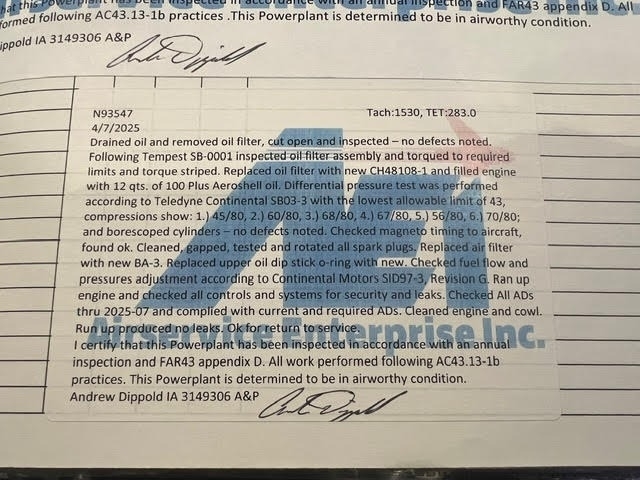 that this Powerplant has been inspected in accordance with an annual inspection and FAR43 appendix D. All
formed following AC43.13-1b practices .This Powerplant is determined to be in airworthy condition.
Dippold IA 3149306 A&P
N93547 Tach:1530, TET:283.0
4/7/2025
Drained oil and removed oil filter, cut open and inspected – no defects noted.
Following Tempest SB-0001 inspected oil filter assembly and torqued to required
limits and torque striped. Replaced oil filter with new CH48108-1 and filled engine
with 12 qts. of 100 Plus Aeroshell oil. Differential pressure test was performed
according to Teledyne Continental SB03-3 with the lowest allowable limit of 43,
compressions show: 1.) 45/80, 2.) 60/80, 3.) 68/80, 4.) 67/80, 5.) 56/80, 6.) 70/80;
and borescoped cylinders – no defects noted. Checked magneto timing to aircraft,
found ok. Cleaned, gapped, tested and rotated all spark plugs. Replaced air filter
with new BA-3. Replaced upper oil dip stick o-ring with new. Checked fuel flow and
pressures adjustment according to Continental Motors SID97-3, Revision G. Ran up
engine and checked all controls and systems for security and leaks. Checked All ADs
thru 2025-07 and complied with current and required ADs. Cleaned engine and cowl.
Run up produced no leaks. Ok for return to service.
Airservice Enterprise Inc.
I certify that this Powerplant has been inspected in accordance with an annual
inspection and FAR43 appendix D. All work performed following AC43.13-1b
practices. This Powerplant is determined to be in airworthy condition.
Andrew Dippold IA 3149306 A&P